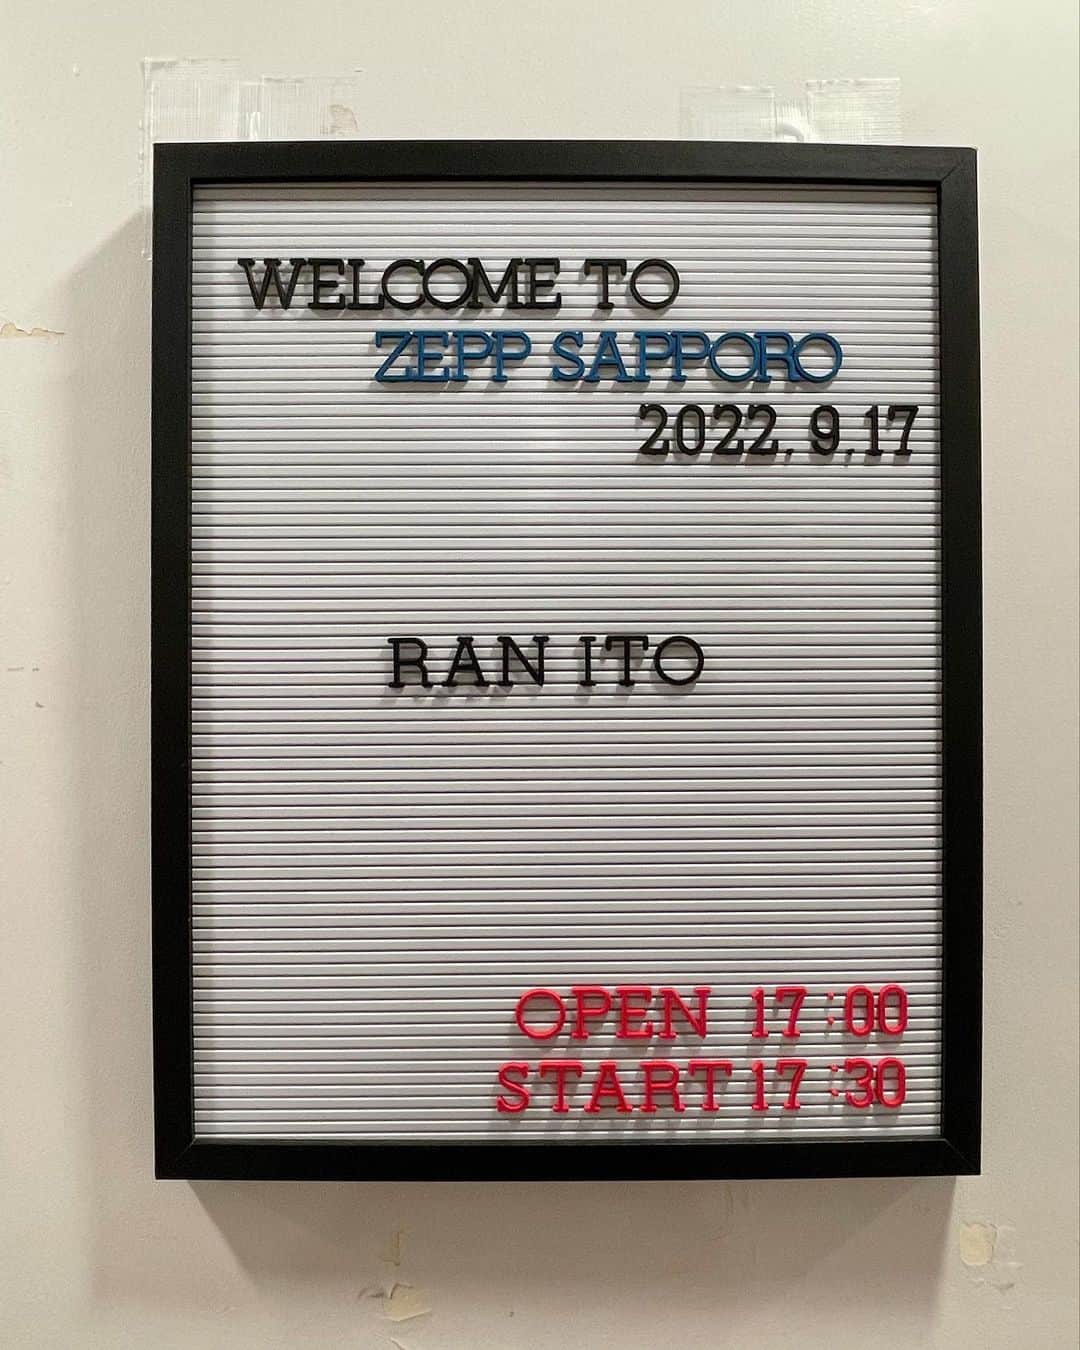 WELCOME TO
ZEPP SAPPORO
2022.9.17
RAN ITO
OPEN 17:00
START 17:30